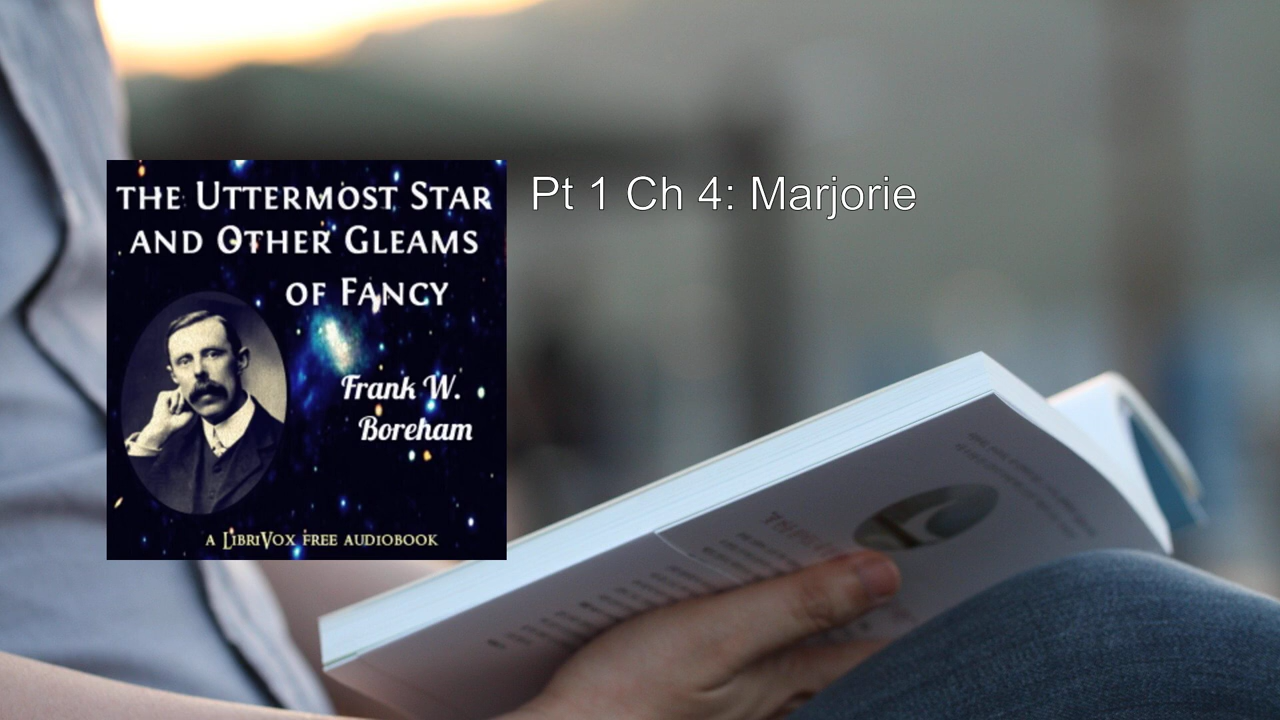 THE UTTERMOST STAR
AND OTHER GLEAMS
OF FANCY
Frank W.
Boreham
A LIBRIVOX FREE AUDIOBOOK
Pt 1 Ch 4: Marjorie